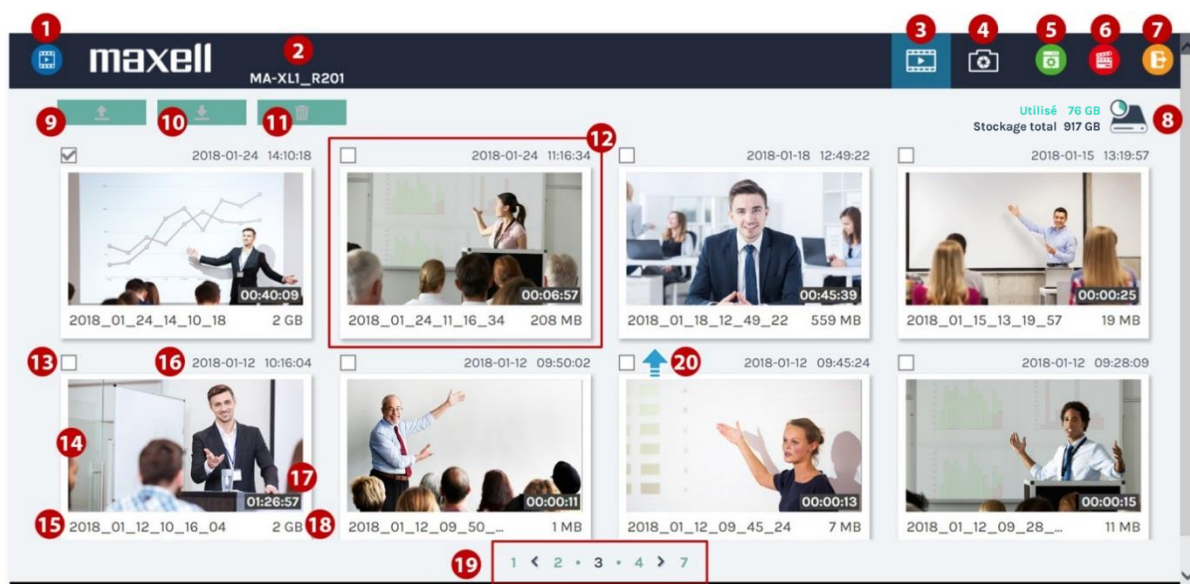 1 2 3 4 5 6 7
maxell
MA-XL1_R201
9 10 11
Utilisé 76 GB
Stockage total 917 GB
8
12
2018-01-24 14:10:18
2018-01-24 11:16:34
2018-01-18 12:49:22
2018-01-15 13:19:57
00:40:09
00:06:57
00:45:39
00:00:25
2018_01_24_14_10_18 2 GB
2018_01_24_11_16_34 208 MB
2018_01_18_12_49_22 559 MB
2018_01_15_13_19_57 19 MB
13
16
2018-01-12 10:16:04
2018-01-12 09:50:02
20
2018-01-12 09:45:24
2018-01-12 09:28:09
14
17
01:26:57
00:00:11
00:00:13
00:00:15
15
2018_01_12_10_16_04 2 GB
18
2018_01_12_09_50_... 1 MB
2018_01_12_09_45_24 7 MB
2018_01_12_09_28_... 11 MB
19
1 < 2 • 3 • 4 > 7